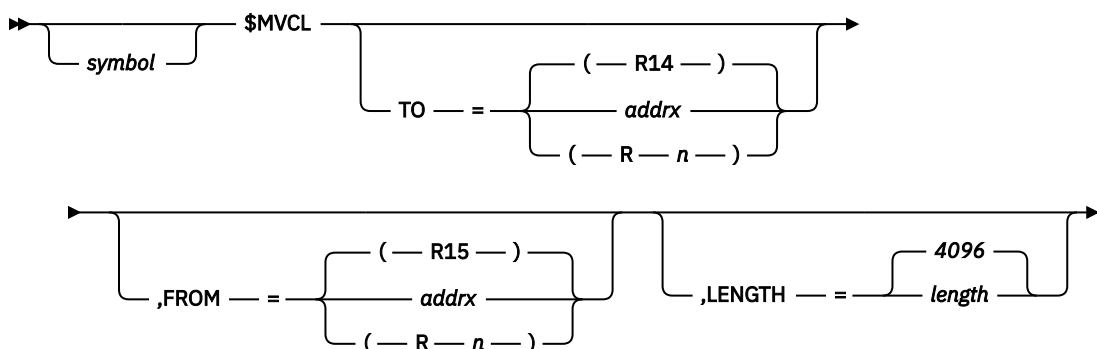 $MVCL
symbol
( R14 )
TO = addrx
( R n )
( R15 ) 4096
,FROM = addrx ,LENGTH = length
( R n )